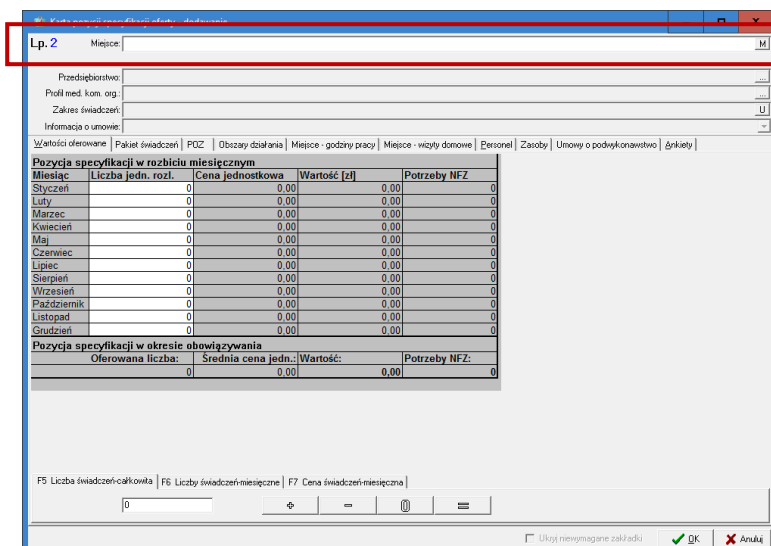 Karta pozycji specyfikacji oferty - dodawanie
Lp. 2 Miejsce: M
Przedsiębiorstwo: ...
Profil med. kom. org.: ...
Zakres świadczeń: U
Informacja o umowie:
Wartości oferowane Pakiet świadczeń POZ Obszary działania Miejsce - godziny pracy Miejsce - wizyty domowe Personel Zasoby Umowy o podwykonawstwo Ankiety
Pozycja specyfikacji w rozbiciu miesięcznym
Miesiąc Liczba jedn. rozl. Cena jednostkowa Wartość [zł] Potrzeby NFZ
Styczeń 0 0,00 0,00 0
Luty 0 0,00 0,00 0
Marzec 0 0,00 0,00 0
Kwiecień 0 0,00 0,00 0
Maj 0 0,00 0,00 0
Czerwiec 0 0,00 0,00 0
Lipiec 0 0,00 0,00 0
Sierpień 0 0,00 0,00 0
Wrzesień 0 0,00 0,00 0
Październik 0 0,00 0,00 0
Listopad 0 0,00 0,00 0
Grudzień 0 0,00 0,00 0
Pozycja specyfikacji w okresie obowiązywania
Oferowana liczba: Średnia cena jedn.: Wartość: Potrzeby NFZ:
0 0,00 0,00 0
F5 Liczba świadczeń-całkowita F6 Liczby świadczeń-miesięczne F7 Cena świadczeń-miesięczna
0 + - 0 =
Ukryj niewymagane zakładki OK Anuluj